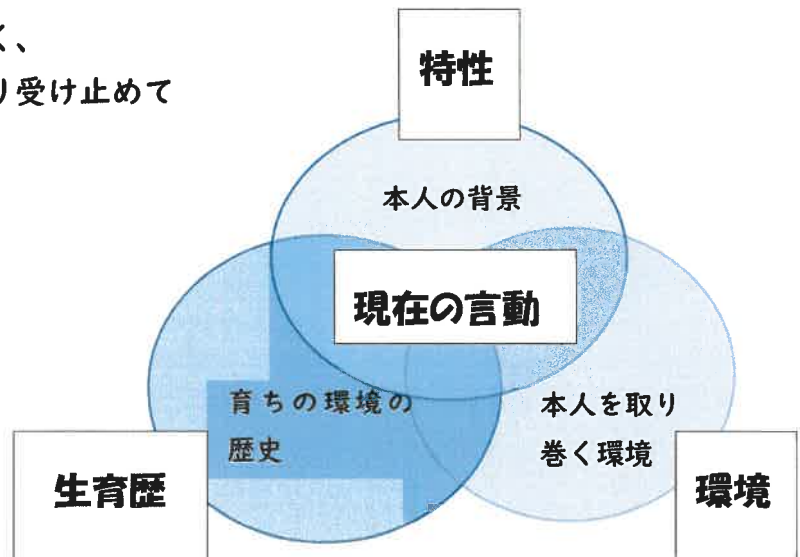 く、
り受け止めて
特性
本人の背景
現在の言動
育ちの環境の
歴史
本人を取り
巻く環境
生育歴
環境